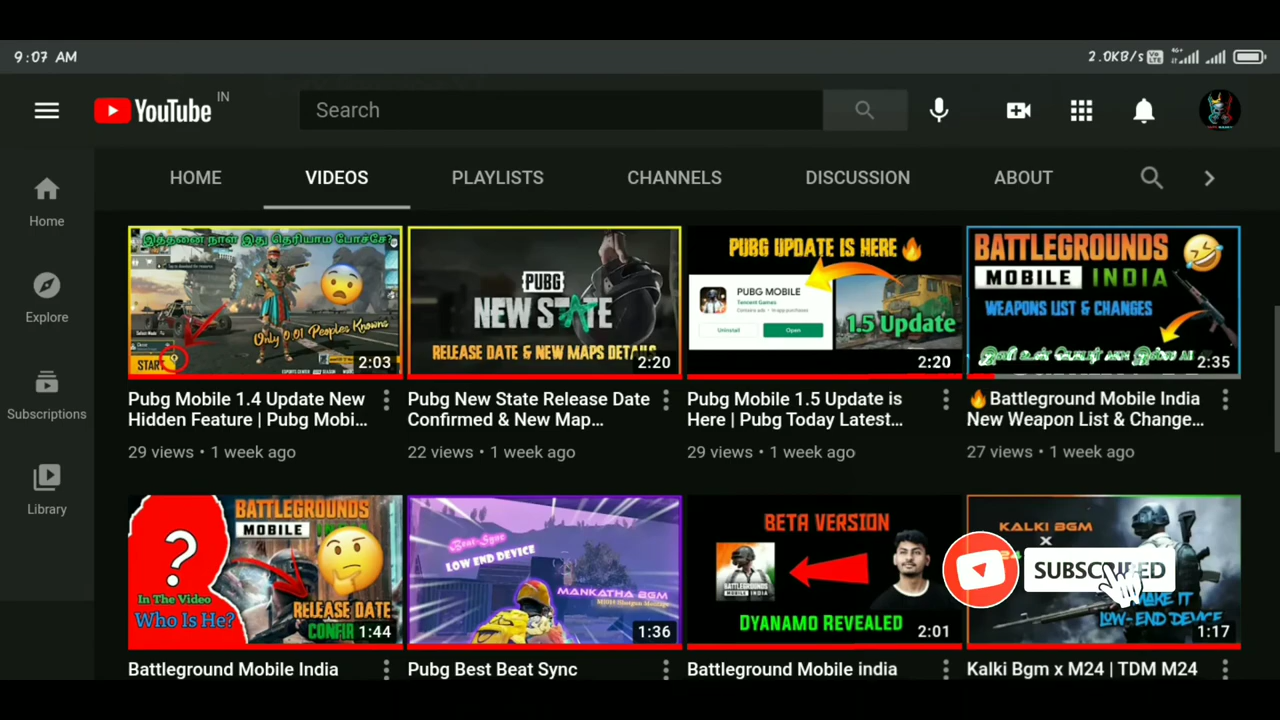 9:07 AM
2.0KB/s
YouTube IN
Search
HOME
VIDEOS
PLAYLISTS
CHANNELS
DISCUSSION
ABOUT
Home
Explore
Subscriptions
Library
இத்தனை நாள் இது தெரியாம போச்சே?
Only 0.01 Peoples Knowns
START
2:03
Pubg Mobile 1.4 Update New
Hidden Feature | Pubg Mobi...
29 views • 1 week ago
PUBG
NEW STATE
RELEASE DATE & NEW MAPS DETAILS
2:20
Pubg New State Release Date
Confirmed & New Map...
22 views • 1 week ago
PUBG UPDATE IS HERE🔥
PUBG MOBILE
Tencent Games
Uninstall
Open
1.5 Update
2:20
Pubg Mobile 1.5 Update is
Here | Pubg Today Latest...
29 views • 1 week ago
BATTLEGROUNDS
MOBILE INDIA
WEAPONS LIST & CHANGES
2:35
🔥Battleground Mobile India
New Weapon List & Change...
27 views • 1 week ago
BATTLEGROUNDS
MOBILE
?
In The Video
Who Is He?
RELEASE DATE
1:44
Battleground Mobile India
Beat Sync
LOW END DEVICE
MANKATHA BGM
1:36
Pubg Best Beat Sync
BETA VERSION
DYANAMO REVEALED
2:01
Battleground Mobile india
KALKI BGM
X
SUBSCRIBED
MAKE IT
LOW-END DEVICE
1:17
Kalki Bgm x M24 | TDM M24